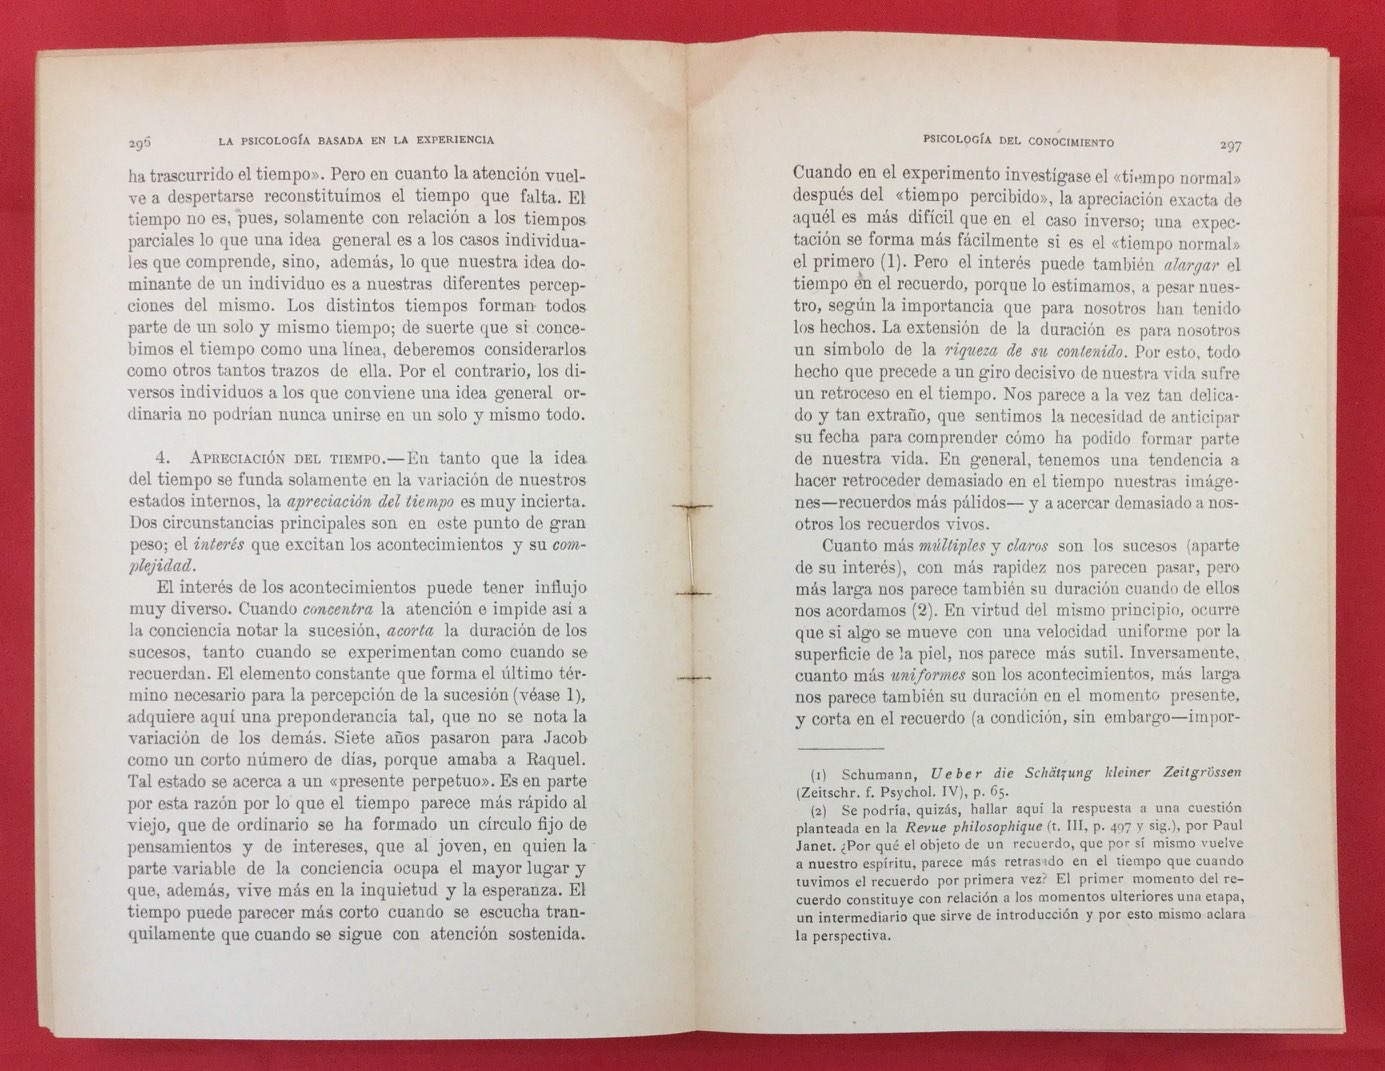 296 LA PSICOLOGÍA BASADA EN LA EXPERIENCIA
ha trascurrido el tiempo». Pero en cuanto la atención vuel-
ve a despertarse reconstituímos el tiempo que falta. El
tiempo no es, pues, solamente con relación a los tiempos
parciales lo que una idea general es a los casos individua-
les que comprende, sino, además, lo que nuestra idea do-
minante de un individuo es a nuestras diferentes percep-
ciones del mismo. Los distintos tiempos forman todos
parte de un solo y mismo tiempo; de suerte que si conce-
bimos el tiempo como una línea, deberemos considerarlos
como otros tantos trazos de ella. Por el contrario, los di-
versos individuos a los que conviene una idea general or-
dinaria no podrían nunca unirse en un solo y mismo todo.
4. APRECIACIÓN DEL TIEMPO.—En tanto que la idea
del tiempo se funda solamente en la variación de nuestros
estados internos, la apreciación del tiempo es muy incierta.
Dos circunstancias principales son en este punto de gran
peso; el interés que excitan los acontecimientos y su com-
plejidad.
El interés de los acontecimientos puede tener influjo
muy diverso. Cuando concentra la atención e impide así a
la conciencia notar la sucesión, acorta la duración de los
sucesos, tanto cuando se experimentan como cuando se
recuerdan. El elemento constante que forma el último tér-
mino necesario para la percepción de la sucesión (véase 1),
adquiere aquí una preponderancia tal, que no se nota la
variación de los demás. Siete años pasaron para Jacob
como un corto número de días, porque amaba a Raquel.
Tal estado se acerca a un «presente perpetuo». Es en parte
por esta razón por lo que el tiempo parece más rápido al
viejo, que de ordinario se ha formado un círculo fijo de
pensamientos y de intereses, que al joven, en quien la
parte variable de la conciencia ocupa el mayor lugar y
que, además, vive más en la inquietud y la esperanza. El
tiempo puede parecer más corto cuando se escucha tran-
quilamente que cuando se sigue con atención sostenida.
PSICOLOGÍA DEL CONOCIMIENTO 297
Cuando en el experimento investígase el «tiempo normal»
después del «tiempo percibido», la apreciación exacta de
aquél es más difícil que en el caso inverso; una expec-
tación se forma más fácilmente si es el «tiempo normal»
el primero (1). Pero el interés puede también alargar el
tiempo en el recuerdo, porque lo estimamos, a pesar nues-
tro, según la importancia que para nosotros han tenido
los hechos. La extensión de la duración es para nosotros
un símbolo de la riqueza de su contenido. Por esto, todo
hecho que precede a un giro decisivo de nuestra vida sufre
un retroceso en el tiempo. Nos parece a la vez tan delica-
do y tan extraño, que sentimos la necesidad de anticipar
su fecha para comprender cómo ha podido formar parte
de nuestra vida. En general, tenemos una tendencia a
hacer retroceder demasiado en el tiempo nuestras imáge-
nes—recuerdos más pálidos— y a acercar demasiado a nos-
otros los recuerdos vivos.
Cuanto más múltiples y claros son los sucesos (aparte
de su interés), con más rapidez nos parecen pasar, pero
más larga nos parece también su duración cuando de ellos
nos acordamos (2). En virtud del mismo principio, ocurre
que si algo se mueve con una velocidad uniforme por la
superficie de la piel, nos parece más sutil. Inversamente,
cuanto más uniformes son los acontecimientos, más larga
nos parece también su duración en el momento presente,
y corta en el recuerdo (a condición, sin embargo—impor-
(1) Schumann, Ueber die Schätzung kleiner Zeitgrössen
(Zeitschr. f. Psychol. IV), p. 65.
(2) Se podría, quizás, hallar aquí la respuesta a una cuestión
planteada en la Revue philosophique (t. III, p. 497 y sig.), por Paul
Janet. ¿Por qué el objeto de un recuerdo, que por sí mismo vuelve
a nuestro espíritu, parece más retrasado en el tiempo que cuando
tuvimos el recuerdo por primera vez? El primer momento del re-
cuerdo constituye con relación a los momentos ulteriores una etapa,
un intermediario que sirve de introducción y por esto mismo aclara
la perspectiva.